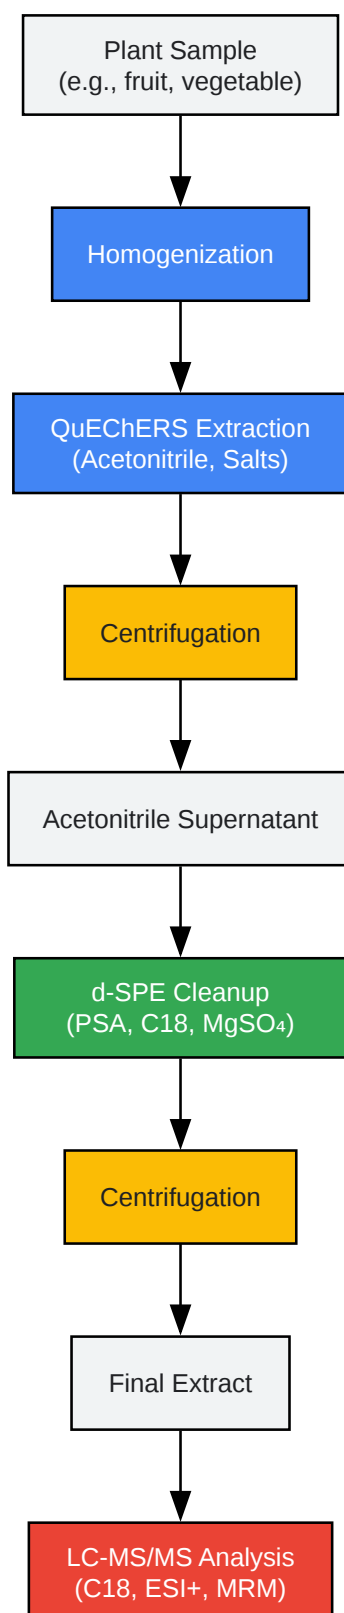 Plant Sample
(e.g., fruit, vegetable)
Homogenization
QuEChERS Extraction
(Acetonitrile, Salts)
Centrifugation
Acetonitrile Supernatant
d-SPE Cleanup
(PSA, C18, MgSO₄)
Centrifugation
Final Extract
LC-MS/MS Analysis
(C18, ESI+, MRM)